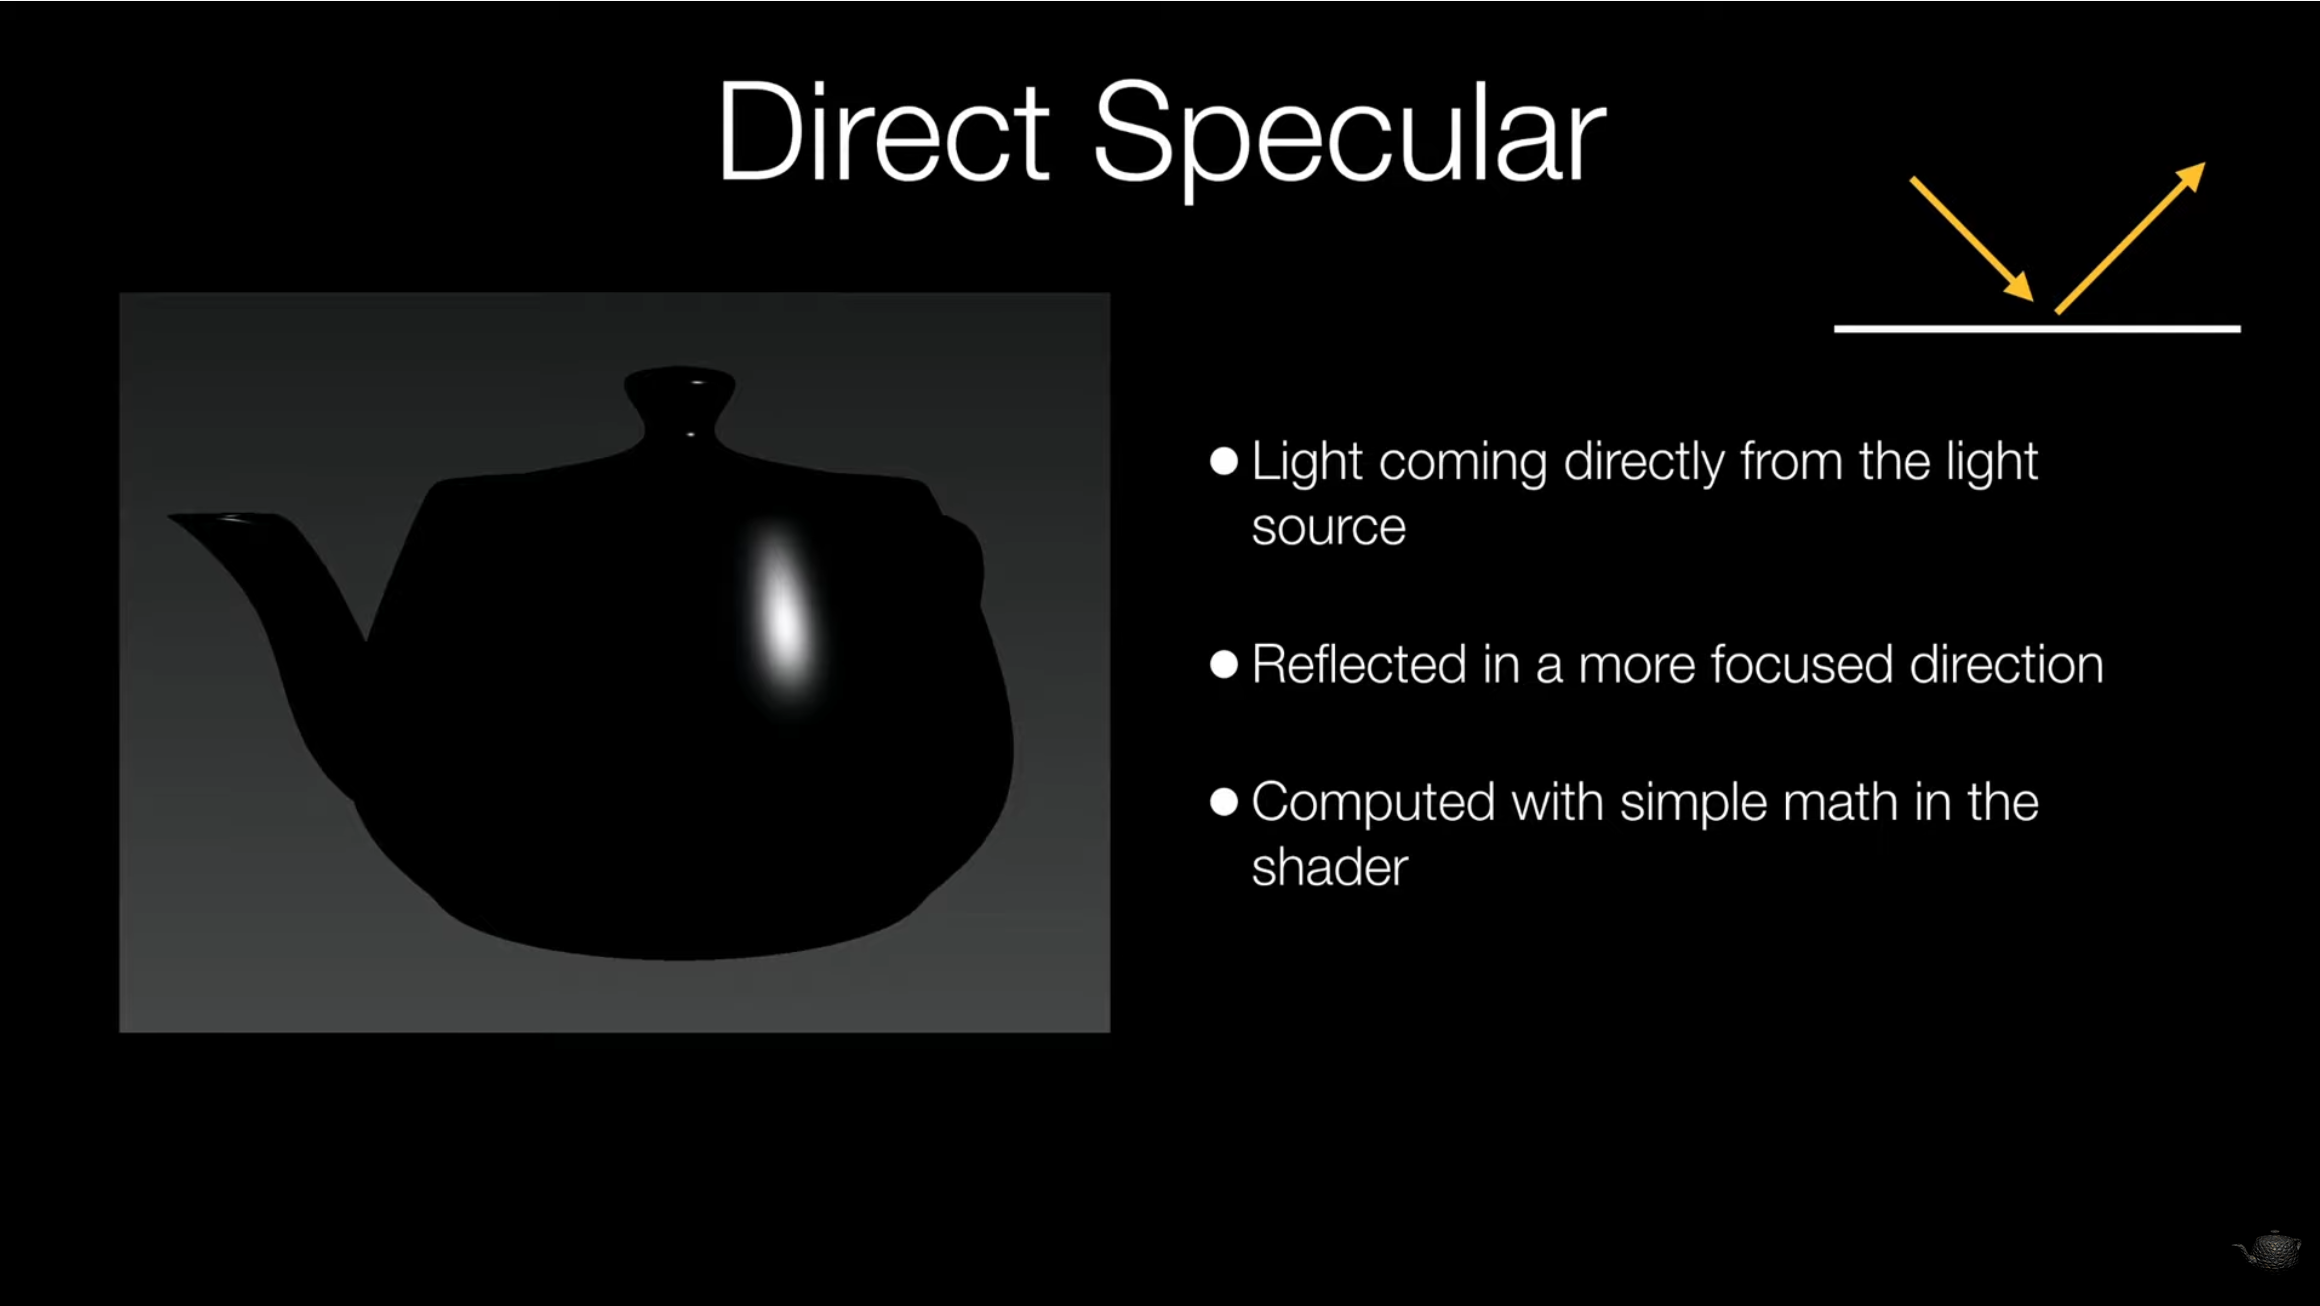 Direct Specular
● Light coming directly from the light
source
● Reflected in a more focused direction
● Computed with simple math in the
shader